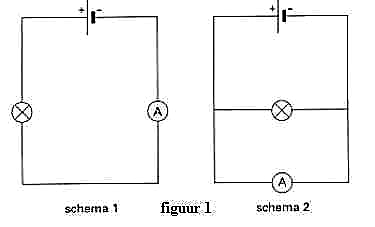 + -
+ -
A
A
schema 1
figuur 1
schema 2